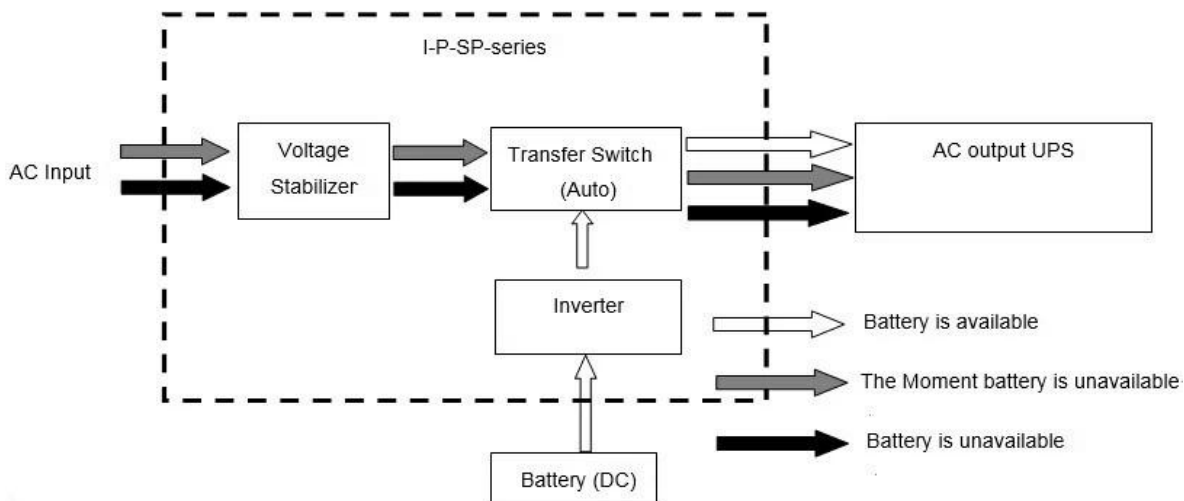 I-P-SP-series
AC Input
Voltage
Stabilizer
Transfer Switch
(Auto)
AC output UPS
Inverter
Battery is available
The Moment battery is unavailable
Battery is unavailable
Battery (DC)